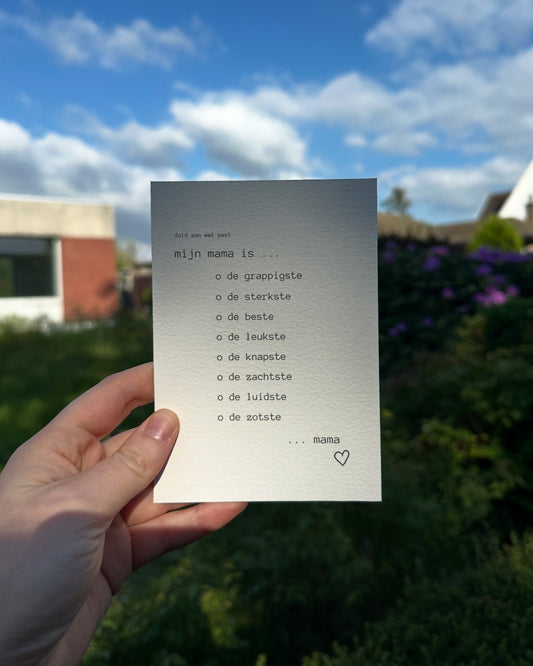 duid aan wat past
mijn mama is ...
o de grappigste
o de sterkste
o de beste
o de leukste
o de knapste
o de zachtste
o de luidste
o de zotste
... mama